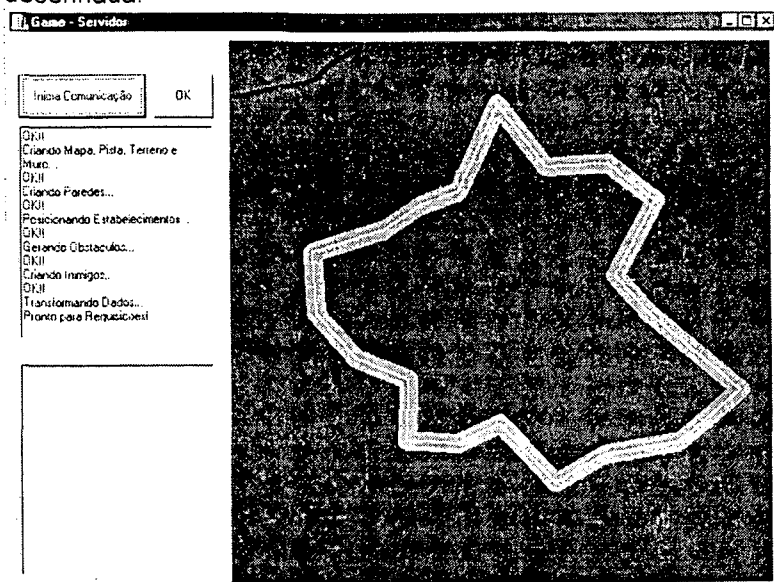 desenhada.
Game - Servidor
Inicia Comunicação
OK
OK!!
Criando Mapa, Pista, Terreno e
Muro...
OK!!
Criando Paredes...
OK!!
Posicionando Estabelecimentos...
OK!!
Gerando Obstaculos...
OK!!
Criando Inimigos...
OK!!
Transformando Dados...
Pronto para Requisicoes!